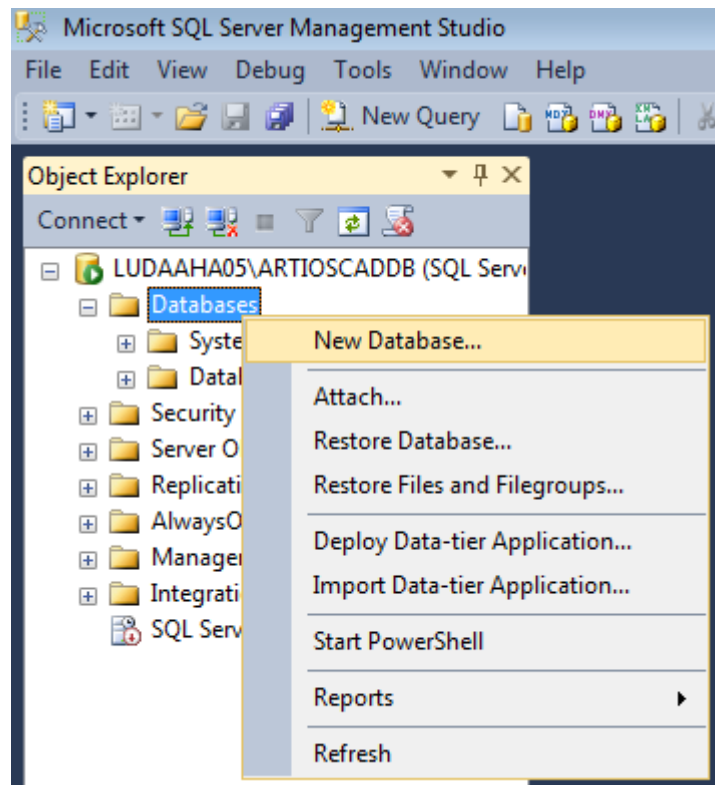 Microsoft SQL Server Management Studio
File Edit View Debug Tools Window Help
New Query
Object Explorer
Connect
LUDAAHA05\ARTIOSCADDB (SQL Serve
Databases
Syste
Datal
Security
Server O
Replicati
AlwaysO
Manager
Integrati
SQL Serv
New Database...
Attach...
Restore Database...
Restore Files and Filegroups...
Deploy Data-tier Application...
Import Data-tier Application...
Start PowerShell
Reports
Refresh